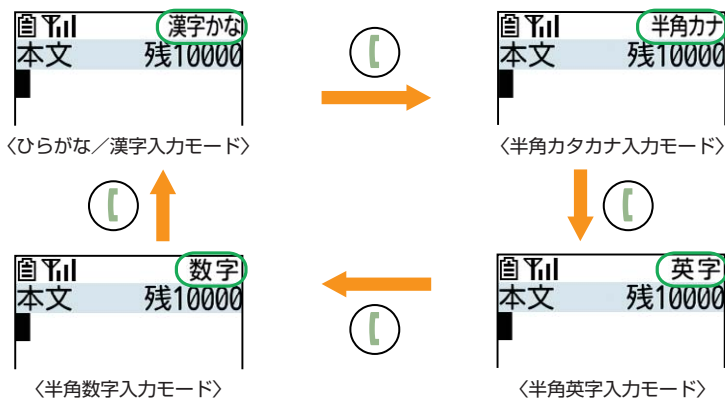 漢字かな
本文 残10000
〈ひらがな／漢字入力モード〉
半角カナ
本文 残10000
〈半角カタカナ入力モード〉
数字
本文 残10000
〈半角数字入力モード〉
英字
本文 残10000
〈半角英字入力モード〉